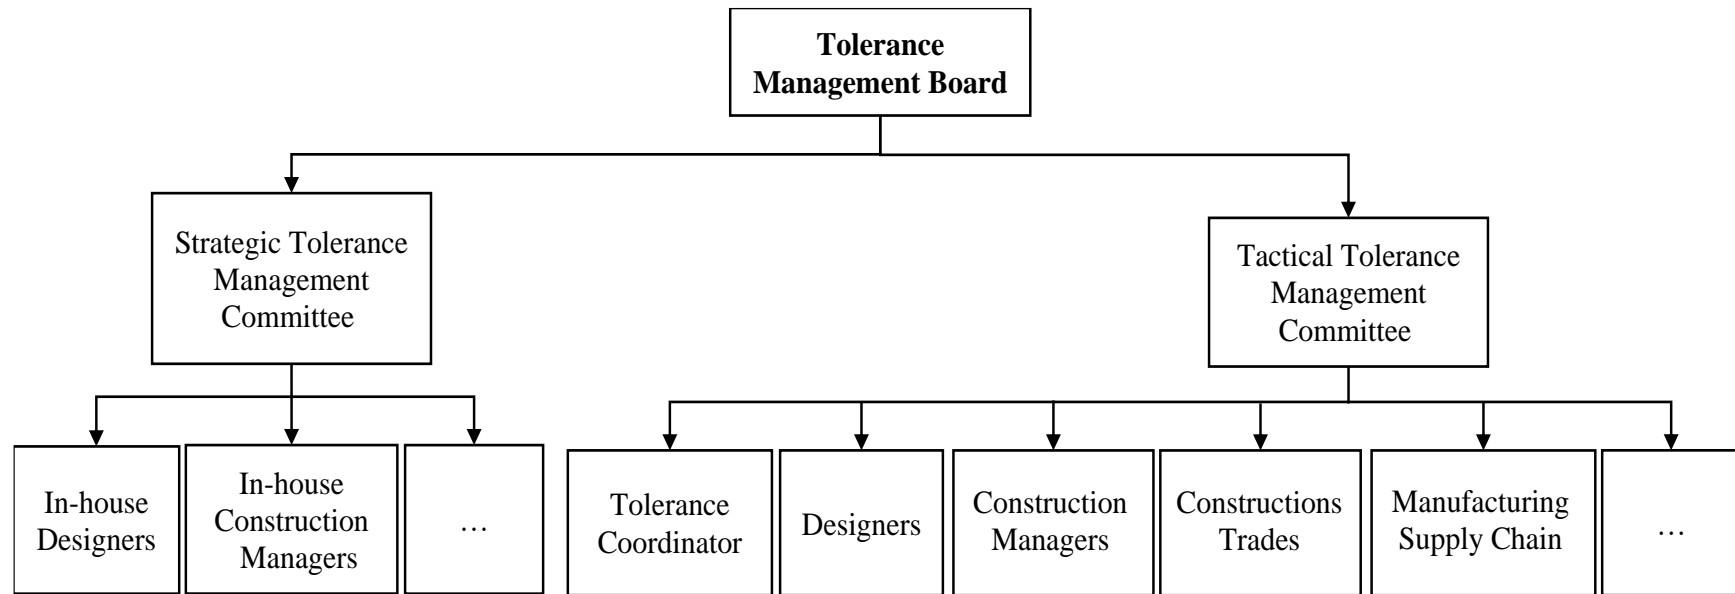 Tolerance
Management Board
Strategic Tolerance
Management
Committee
Tactical Tolerance
Management
Committee
In-house
Designers
In-house
Construction
Managers
…
Tolerance
Coordinator
Designers
Construction
Managers
Constructions
Trades
Manufacturing
Supply Chain
…